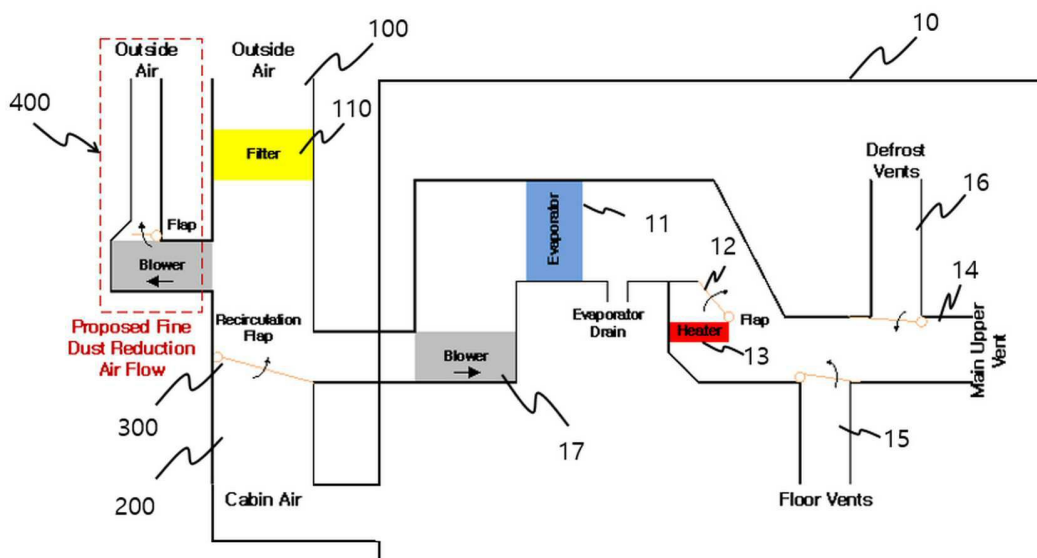 Outside
Air
Outside
Air
100
10
400
110
Filter
Defrost
Vents
16
Flap
Evaporator
11
12
14
Blower
Proposed Fine
Dust Reduction
Air Flow
Recirculation
Flap
Evaporator
Drain
Flap
Blower
Heater
13
Main Upper
Vent
300
17
15
200
Cabin Air
Floor Vents